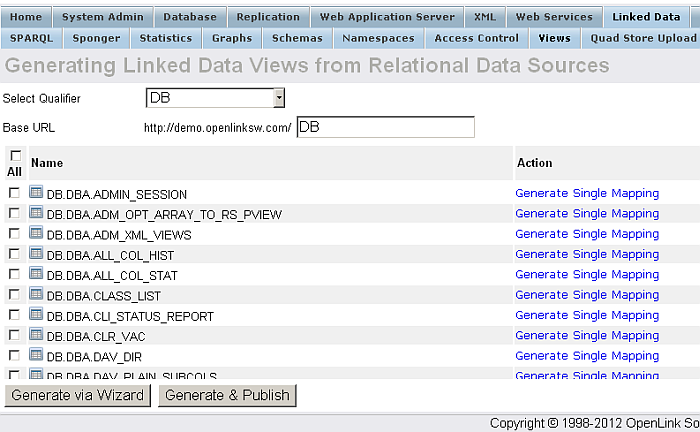 Home System Admin Database Replication Web Application Server XML Web Services Linked Data
SPARQL Sponger Statistics Graphs Schemas Namespaces Access Control Views Quad Store Upload
Generating Linked Data Views from Relational Data Sources
Select Qualifier DB
Base URL http://demo.openlinksw.com/ DB
All Name Action
DB.DBA.ADMIN_SESSION Generate Single Mapping
DB.DBA.ADM_OPT_ARRAY_TO_RS_PVIEW Generate Single Mapping
DB.DBA.ADM_XML_VIEWS Generate Single Mapping
DB.DBA.ALL_COL_HIST Generate Single Mapping
DB.DBA.ALL_COL_STAT Generate Single Mapping
DB.DBA.CLASS_LIST Generate Single Mapping
DB.DBA.CLI_STATUS_REPORT Generate Single Mapping
DB.DBA.CLR_VAC Generate Single Mapping
DB.DBA.DAV_DIR Generate Single Mapping
DB.DBA.DAV_PLAIN_SUBCOLS Generate Single Mapping
Generate via Wizard Generate & Publish
Copyright © 1998-2012 OpenLink So